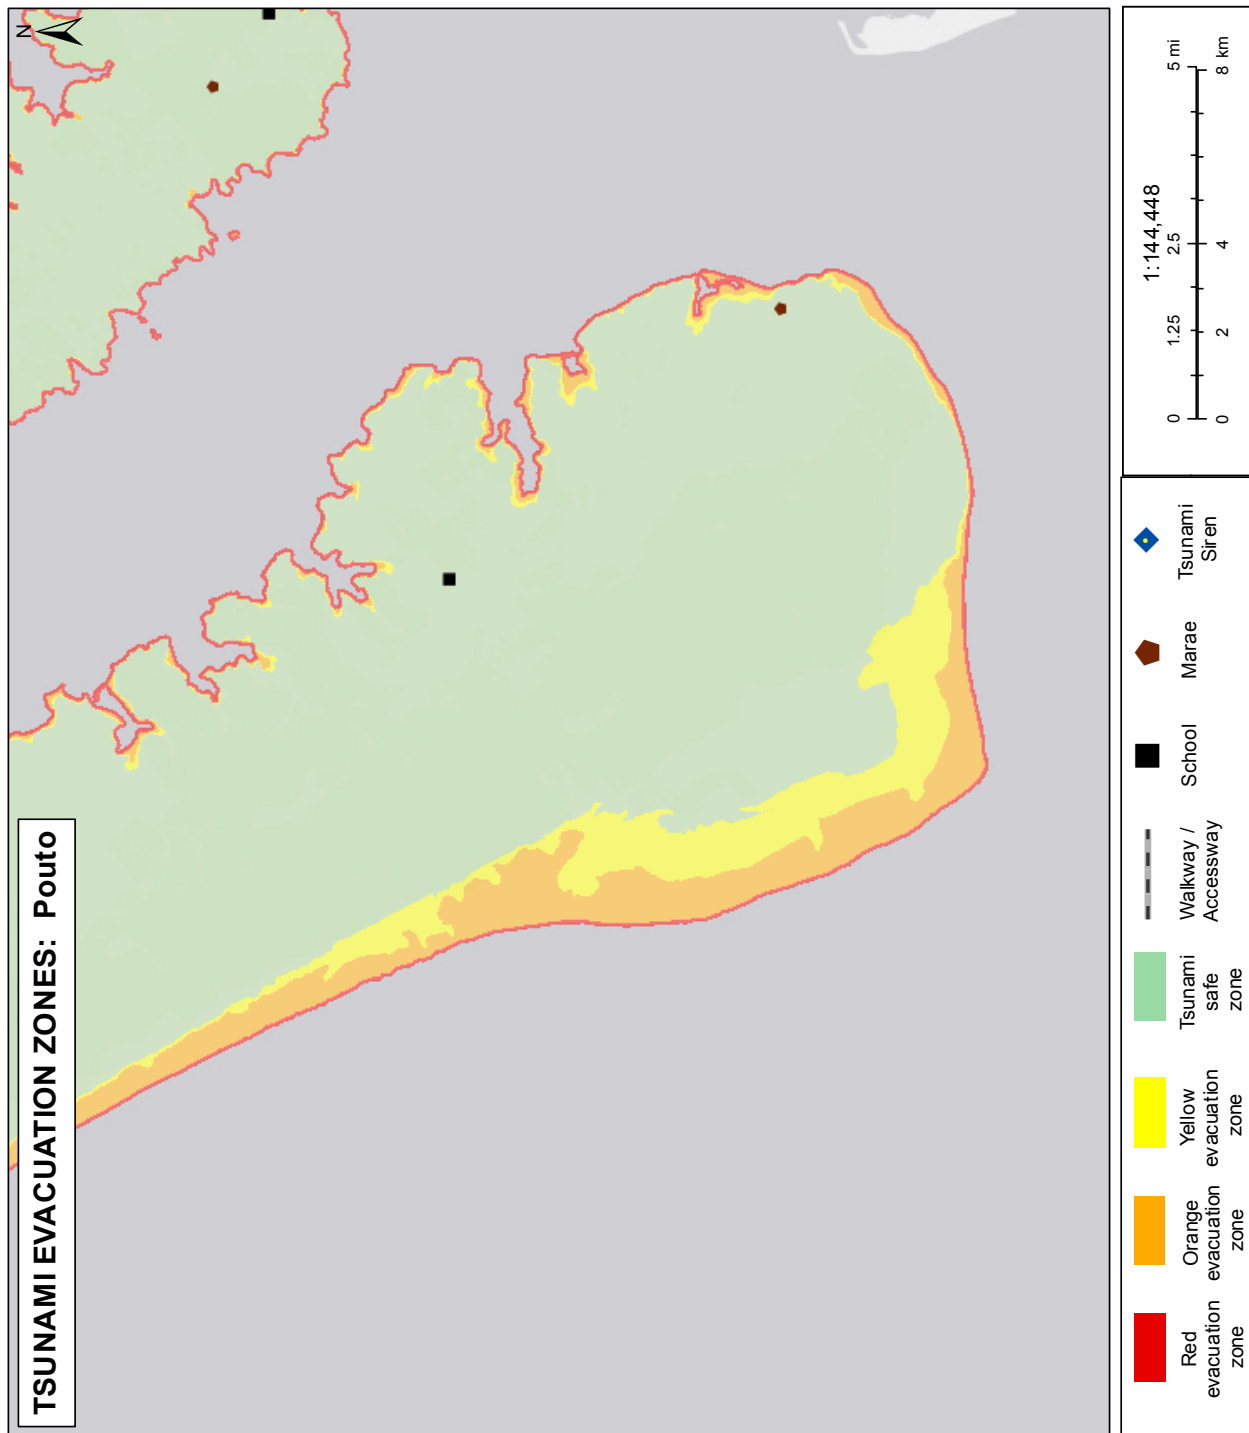 TSUNAMI EVACUATION ZONES: Pouto
N
Red
evacuation
zone
Orange
evacuation
zone
Yellow
evacuation
zone
Tsunami
safe
zone
Walkway /
Accessway
School
Marae
Tsunami
Siren
1:144,448
0 1.25 2.5 5 mi
0 2 4 8 km